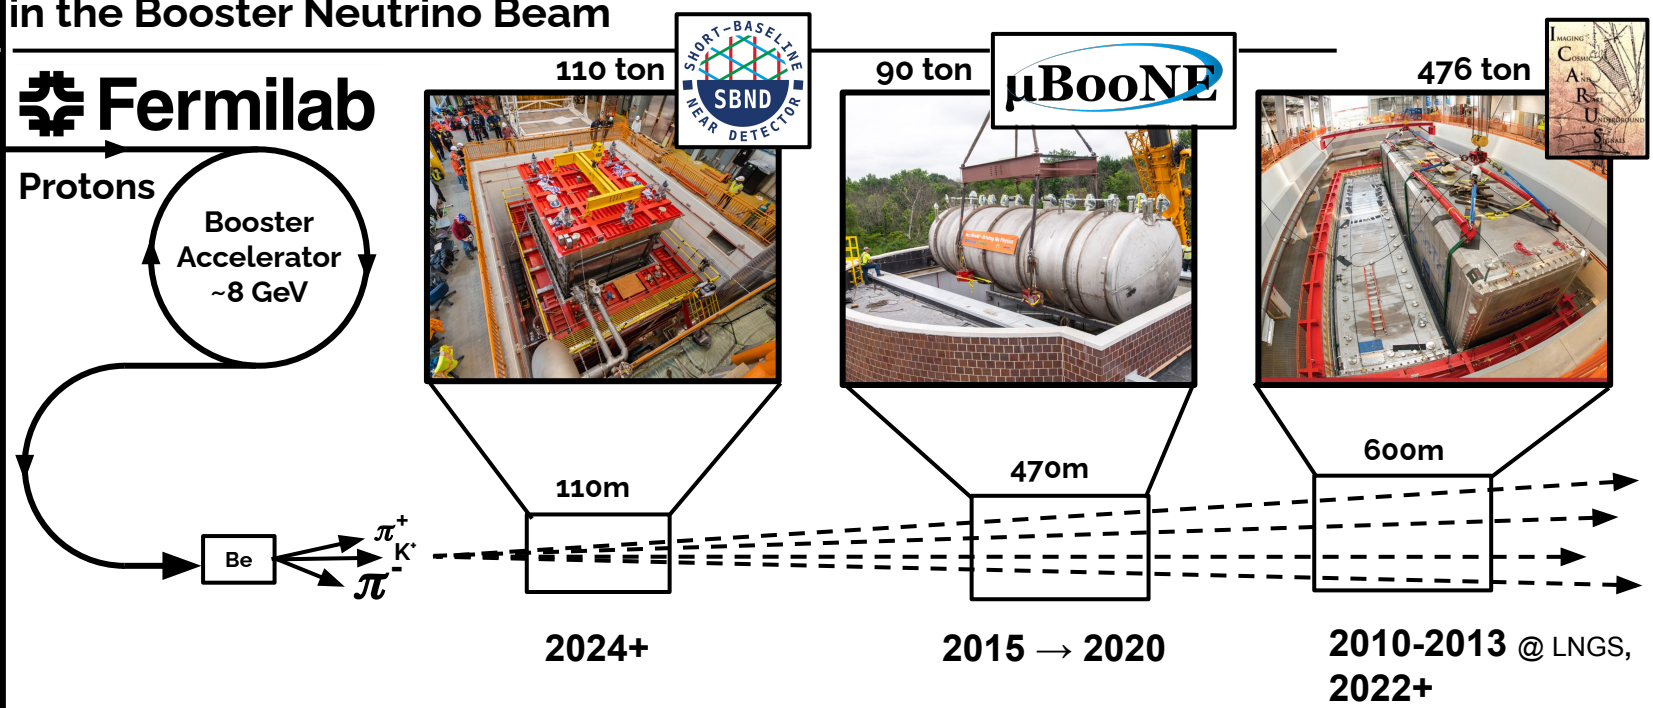 in the Booster Neutrino Beam
Fermilab
Protons
Booster
Accelerator
~8 GeV
Be
π+
K+
π-
110 ton
SHORT-BASELINE
SBND
NEAR DETECTOR
110m
2024+
90 ton
μBooNE
470m
2015 → 2020
476 ton
IMAGING
COSMIC
AND
RARE
UNDERGROUND
SIGNALS
600m
2010-2013 @ LNGS,
2022+